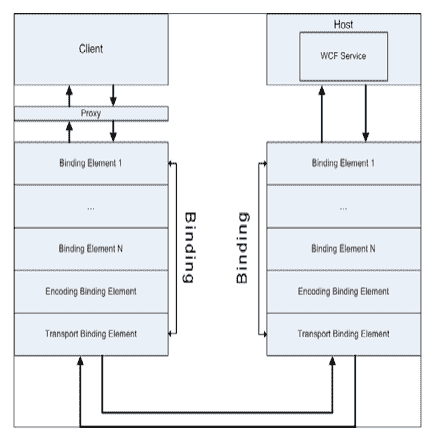 Client
Proxy
Binding Element 1
...
Binding Element N
Encoding Binding Element
Transport Binding Element
Binding
Host
WCF Service
Binding Element 1
...
Binding Element N
Encoding Binding Element
Transport Binding Element
Binding